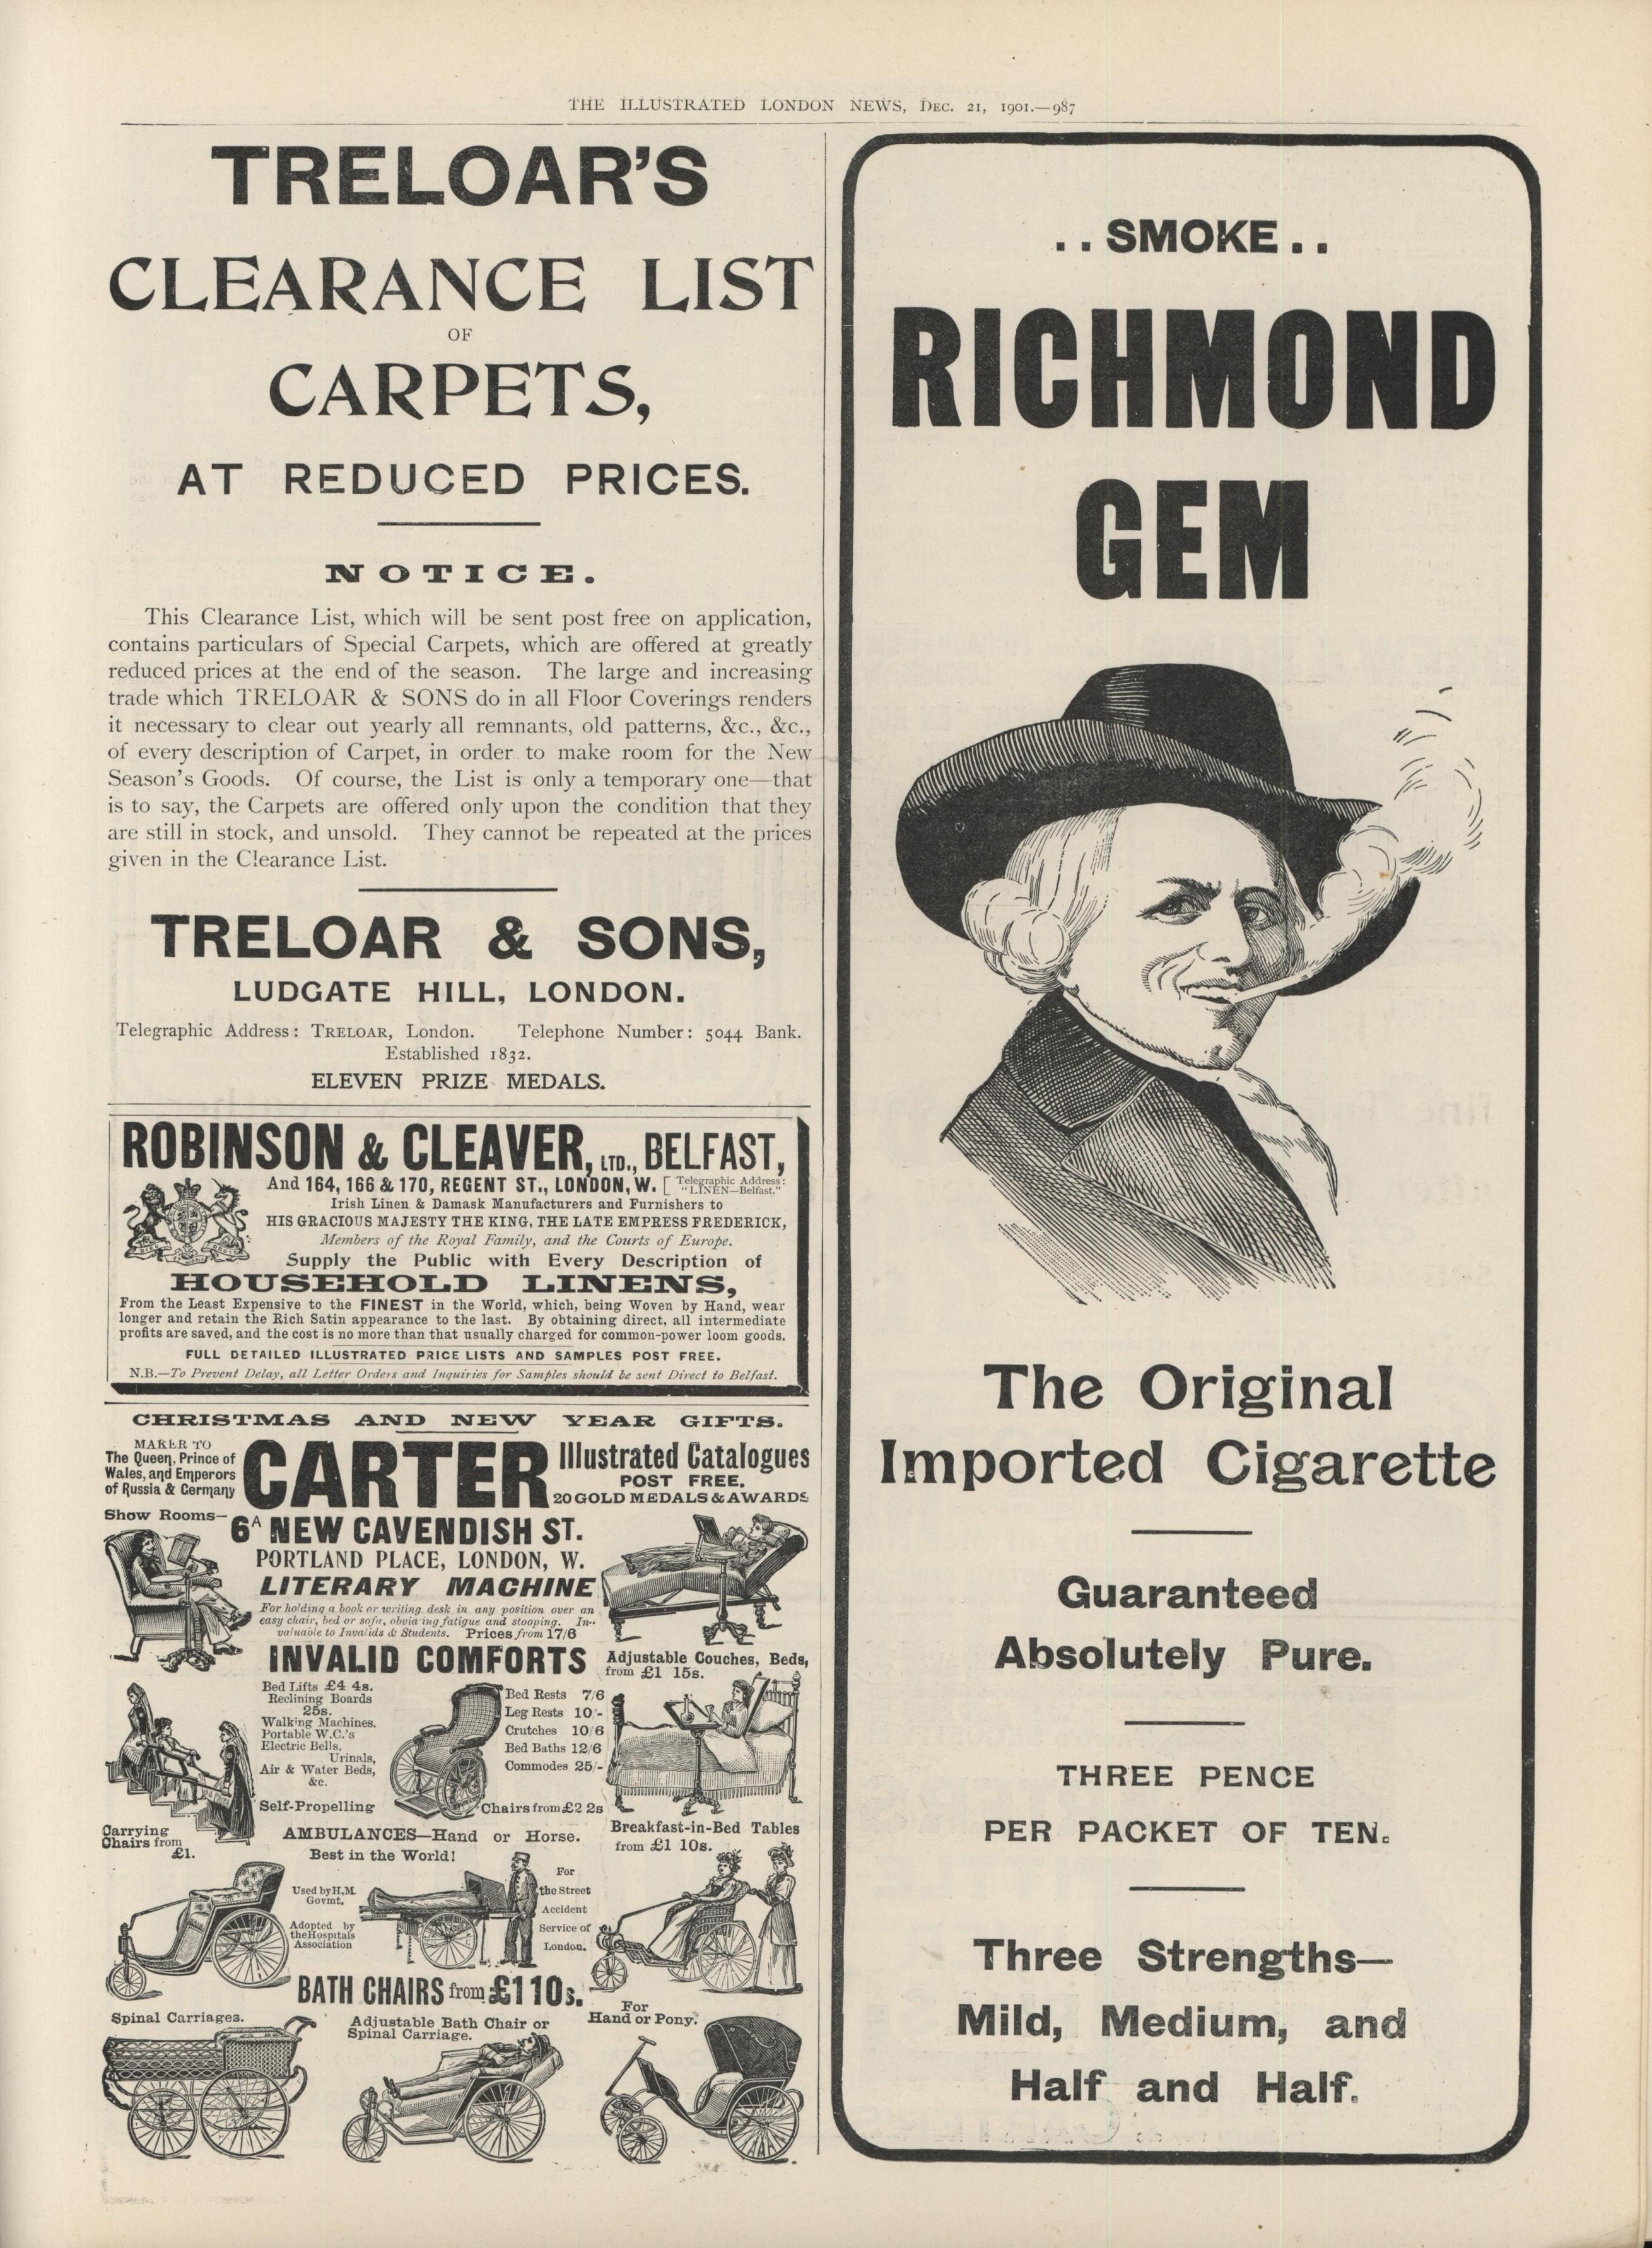 THE ILLUSTRATED LONDON NEWS, DEC. 21, 1901.—987
TRELOAR'S
CLEARANCE LIST
OF
CARPETS,
AT REDUCED PRICES.
NOTICE.
This Clearance List, which will be sent post free on application,
contains particulars of Special Carpets, which are offered at greatly
reduced prices at the end of the season. The large and increasing
trade which TRELOAR & SONS do in all Floor Coverings renders
it necessary to clear out yearly all remnants, old patterns, &c., &c.,
of every description of Carpet, in order to make room for the New
Season's Goods. Of course, the List is only a temporary one—that
is to say, the Carpets are offered only upon the condition that they
are still in stock, and unsold. They cannot be repeated at the prices
given in the Clearance List.
TRELOAR & SONS,
LUDGATE HILL, LONDON.
Telegraphic Address: TRELOAR, London. Telephone Number: 5044 Bank.
Established 1832.
ELEVEN PRIZE MEDALS.
ROBINSON & CLEAVER, LTD., BELFAST,
And 164, 166 & 170, REGENT ST., LONDON, W. [ Telegraphic Address:
"LINEN—Belfast."
Irish Linen & Damask Manufacturers and Furnishers to
HIS GRACIOUS MAJESTY THE KING, THE LATE EMPRESS FREDERICK,
Members of the Royal Family, and the Courts of Europe.
Supply the Public with Every Description of
HOUSEHOLD LINENS,
From the Least Expensive to the FINEST in the World, which, being Woven by Hand, wear
longer and retain the Rich Satin appearance to the last. By obtaining direct, all intermediate
profits are saved, and the cost is no more than that usually charged for common-power loom goods.
FULL DETAILED ILLUSTRATED PRICE LISTS AND SAMPLES POST FREE.
N.B.—To Prevent Delay, all Letter Orders and Inquiries for Samples should be sent Direct to Belfast.
CHRISTMAS AND NEW YEAR GIFTS.
MAKER TO
The Queen, Prince of
Wales, and Emperors
of Russia & Germany
CARTER
Illustrated Catalogues
POST FREE.
20 GOLD MEDALS & AWARDS
Show Rooms—
6A NEW CAVENDISH ST.
PORTLAND PLACE, LONDON, W.
LITERARY MACHINE
For holding a book or writing desk in any position over an
easy chair, bed or sofa, obviating fatigue and stooping. In-
valuable to Invalids & Students. Prices from 17/6
INVALID COMFORTS
Adjustable Couches, Beds,
from £1 15s.
Bed Lifts £4 4s.
Reclining Boards
25s.
Walking Machines.
Portable W.C.'s
Electric Bells,
Urinals,
Air & Water Beds,
&c.
Self-Propelling
Bed Rests 7/6
Leg Rests 10/-
Crutches 10/6
Bed Baths 12/6
Commodes 25/-
Chairs from £2 2s
Carrying
Chairs from
£1.
AMBULANCES—Hand or Horse.
Best in the World!
Breakfast-in-Bed Tables
from £1 10s.
Used by H.M.
Govmt.
Adopted by
the Hospitals
Association
For
the Street
Accident
Service of
London.
BATH CHAIRS from £1 10s.
Spinal Carriages.
Adjustable Bath Chair or
Spinal Carriage.
For
Hand or Pony.
..SMOKE..
RICHMOND
GEM
The Original
Imported Cigarette
Guaranteed
Absolutely Pure.
THREE PENCE
PER PACKET OF TEN.
Three Strengths—
Mild, Medium, and
Half and Half.